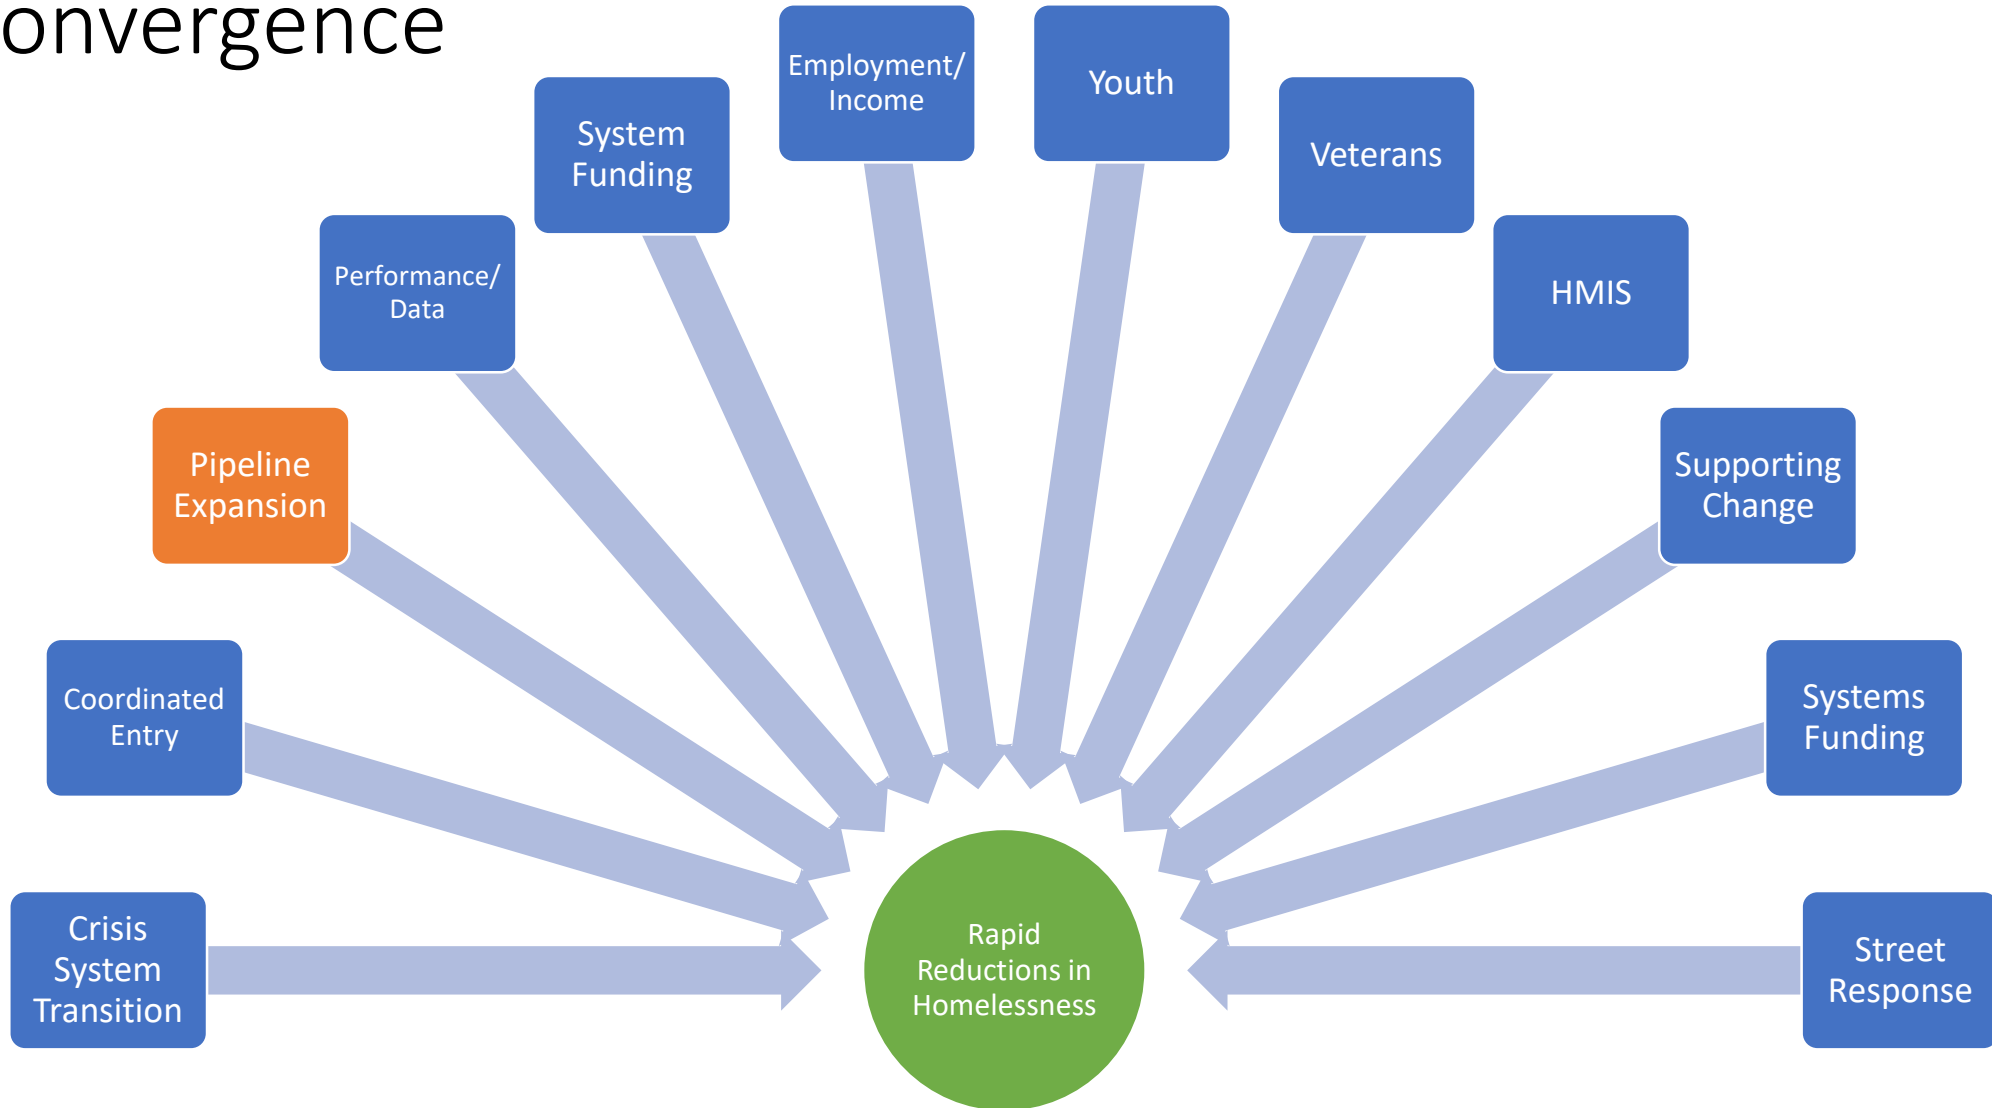 onvergence
Employment/
Income
Youth
System
Funding
Veterans
Performance/
Data
HMIS
Pipeline
Expansion
Supporting
Change
Coordinated
Entry
Systems
Funding
Crisis
System
Transition
Rapid
Reductions in
Homelessness
Street
Response